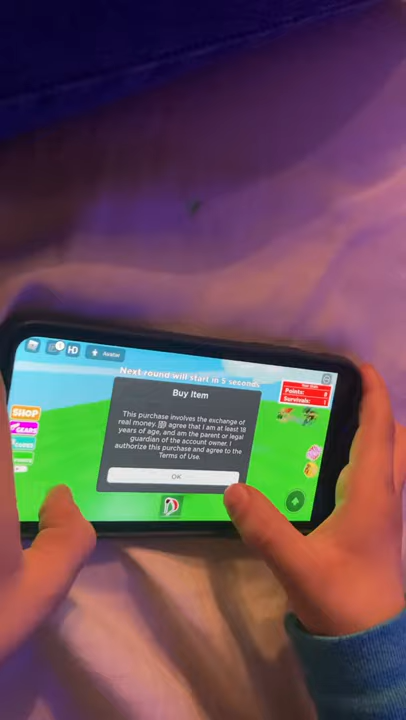 HD
Avatar
Next round will start in 5 seconds
Points:
Survivals:
SHOP
GEARS
Buy Item
This purchase involves the exchange of
real money. I agree that I am at least 18
years of age, and am the parent or legal
guardian of the account owner. I
authorize this purchase and agree to the
Terms of Use.
OK